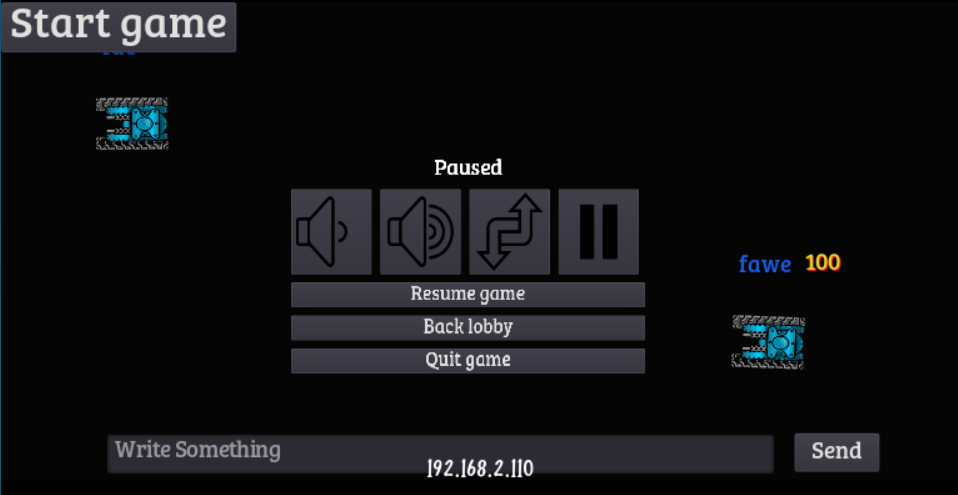 Start game
Paused
fawe 100
Resume game
Back lobby
Quit game
Write Something
Send
192.168.2.110